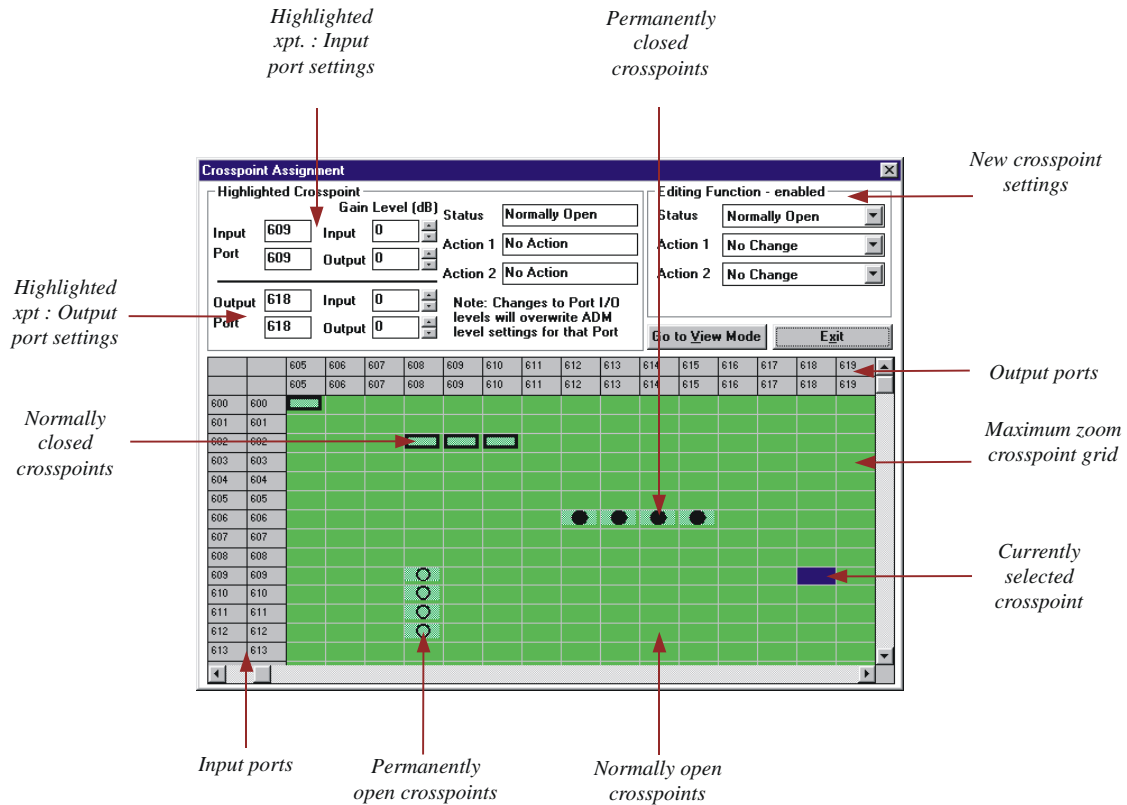 Highlighted
xpt. : Input
port settings
Permanently
closed
crosspoints
New crosspoint
settings
Highlighted
xpt : Output
port settings
Crosspoint Assignment
Highlighted Crosspoint
Gain Level (dB)
Input 609 Input 0
Port 609 Output 0
Output 618 Input 0
Port 618 Output 0
Status Normally Open
Action 1 No Action
Action 2 No Action
Note: Changes to Port I/O
levels will overwrite ADM
level settings for that Port
Editing Function - enabled
Status Normally Open
Action 1 No Change
Action 2 No Change
Go to View Mode Exit
605 606 607 608 609 610 611 612 613 614 615 616 617 618 619
605 606 607 608 609 610 611 612 613 614 615 616 617 618 619
600 600
601 601
602 602
603 603
604 604
605 605
606 606
607 607
608 608
609 609
610 610
611 611
612 612
613 613
Output ports
Normally
closed
crosspoints
Maximum zoom
crosspoint grid
Currently
selected
crosspoint
Input ports
Permanently
open crosspoints
Normally open
crosspoints